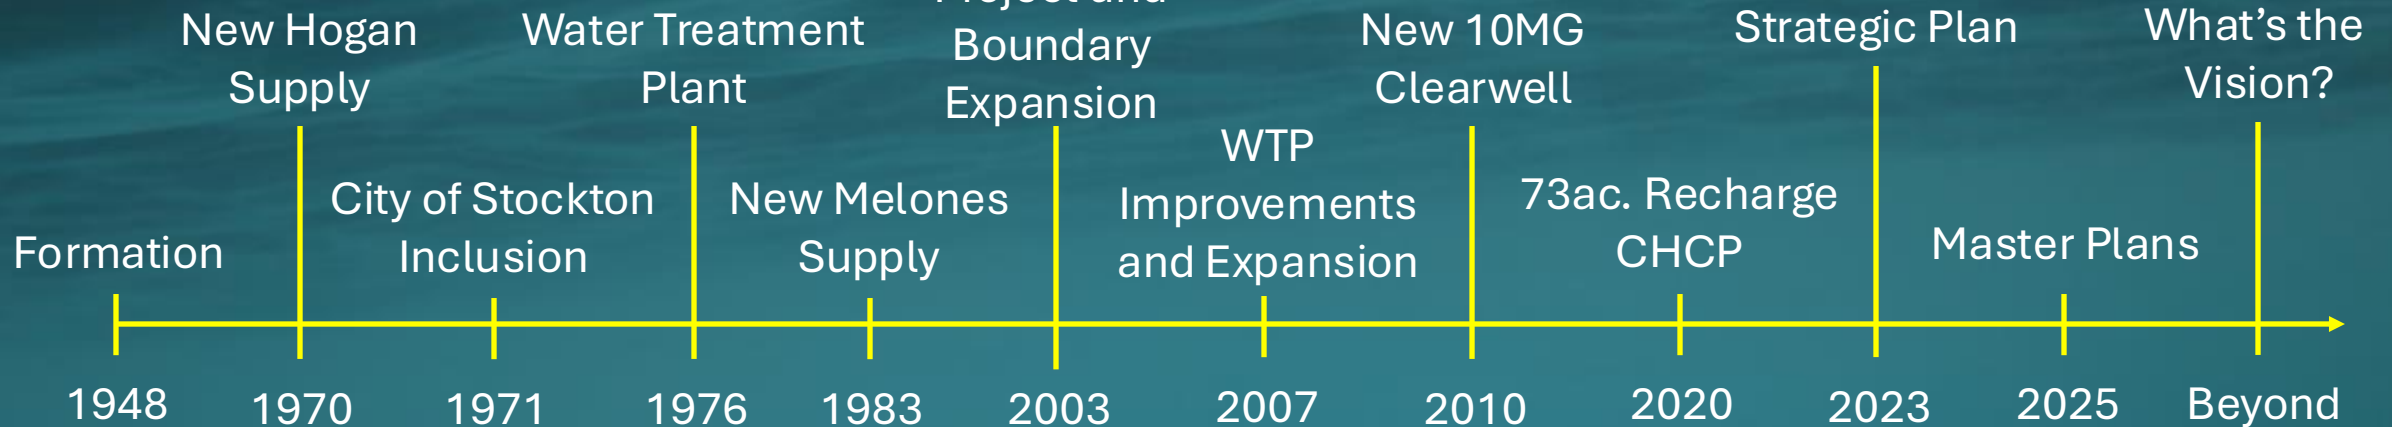 New Hogan
Supply
Water Treatment
Plant
Project and
Boundary
Expansion
New 10MG
Clearwell
Strategic Plan
What's the
Vision?
Formation
City of Stockton
Inclusion
New Melones
Supply
WTP
Improvements
and Expansion
73ac. Recharge
CHCP
Master Plans
1948
1970
1971
1976
1983
2003
2007
2010
2020
2023
2025
Beyond